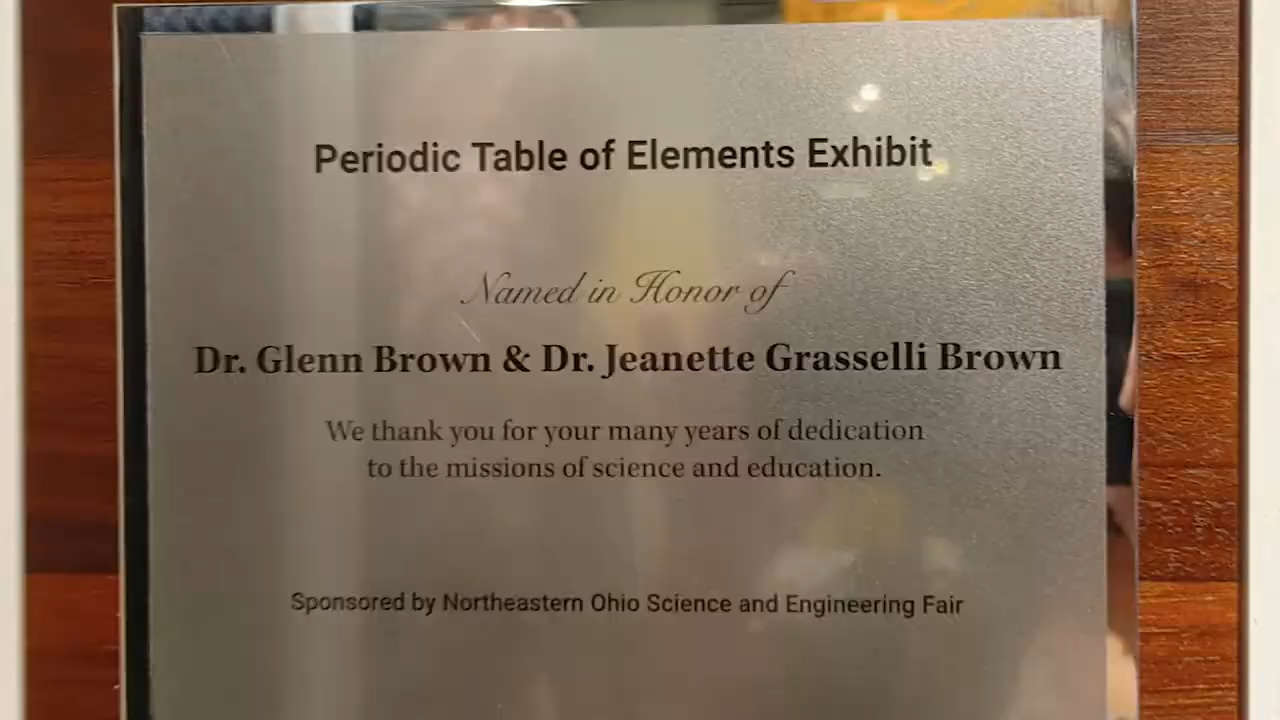 Periodic Table of Elements Exhibit
Named in Honor of
Dr. Glenn Brown & Dr. Jeanette Grasselli Brown
We thank you for your many years of dedication
to the missions of science and education.
Sponsored by Northeastern Ohio Science and Engineering Fair